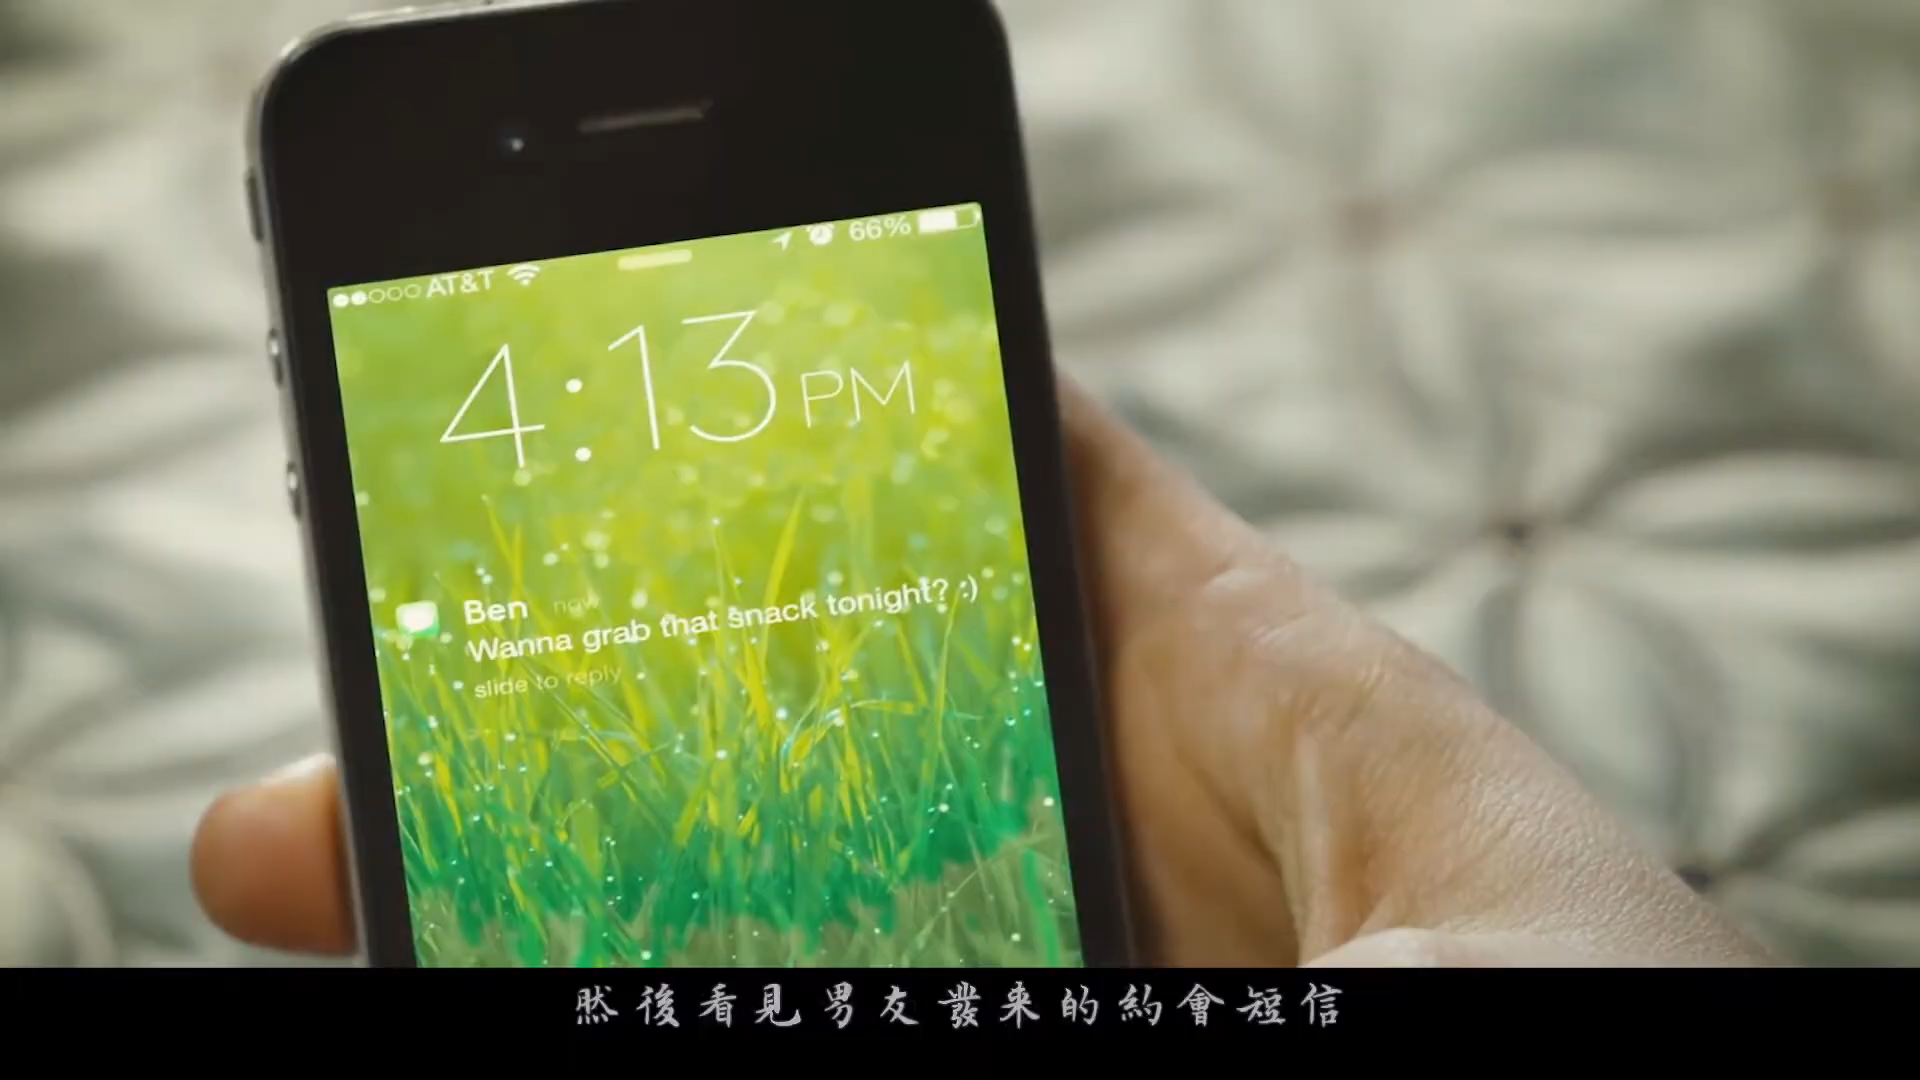 AT&T 66%
4:13 PM
Ben now
Wanna grab that snack tonight? :)
slide to reply
然後看見男友發來的約會短信